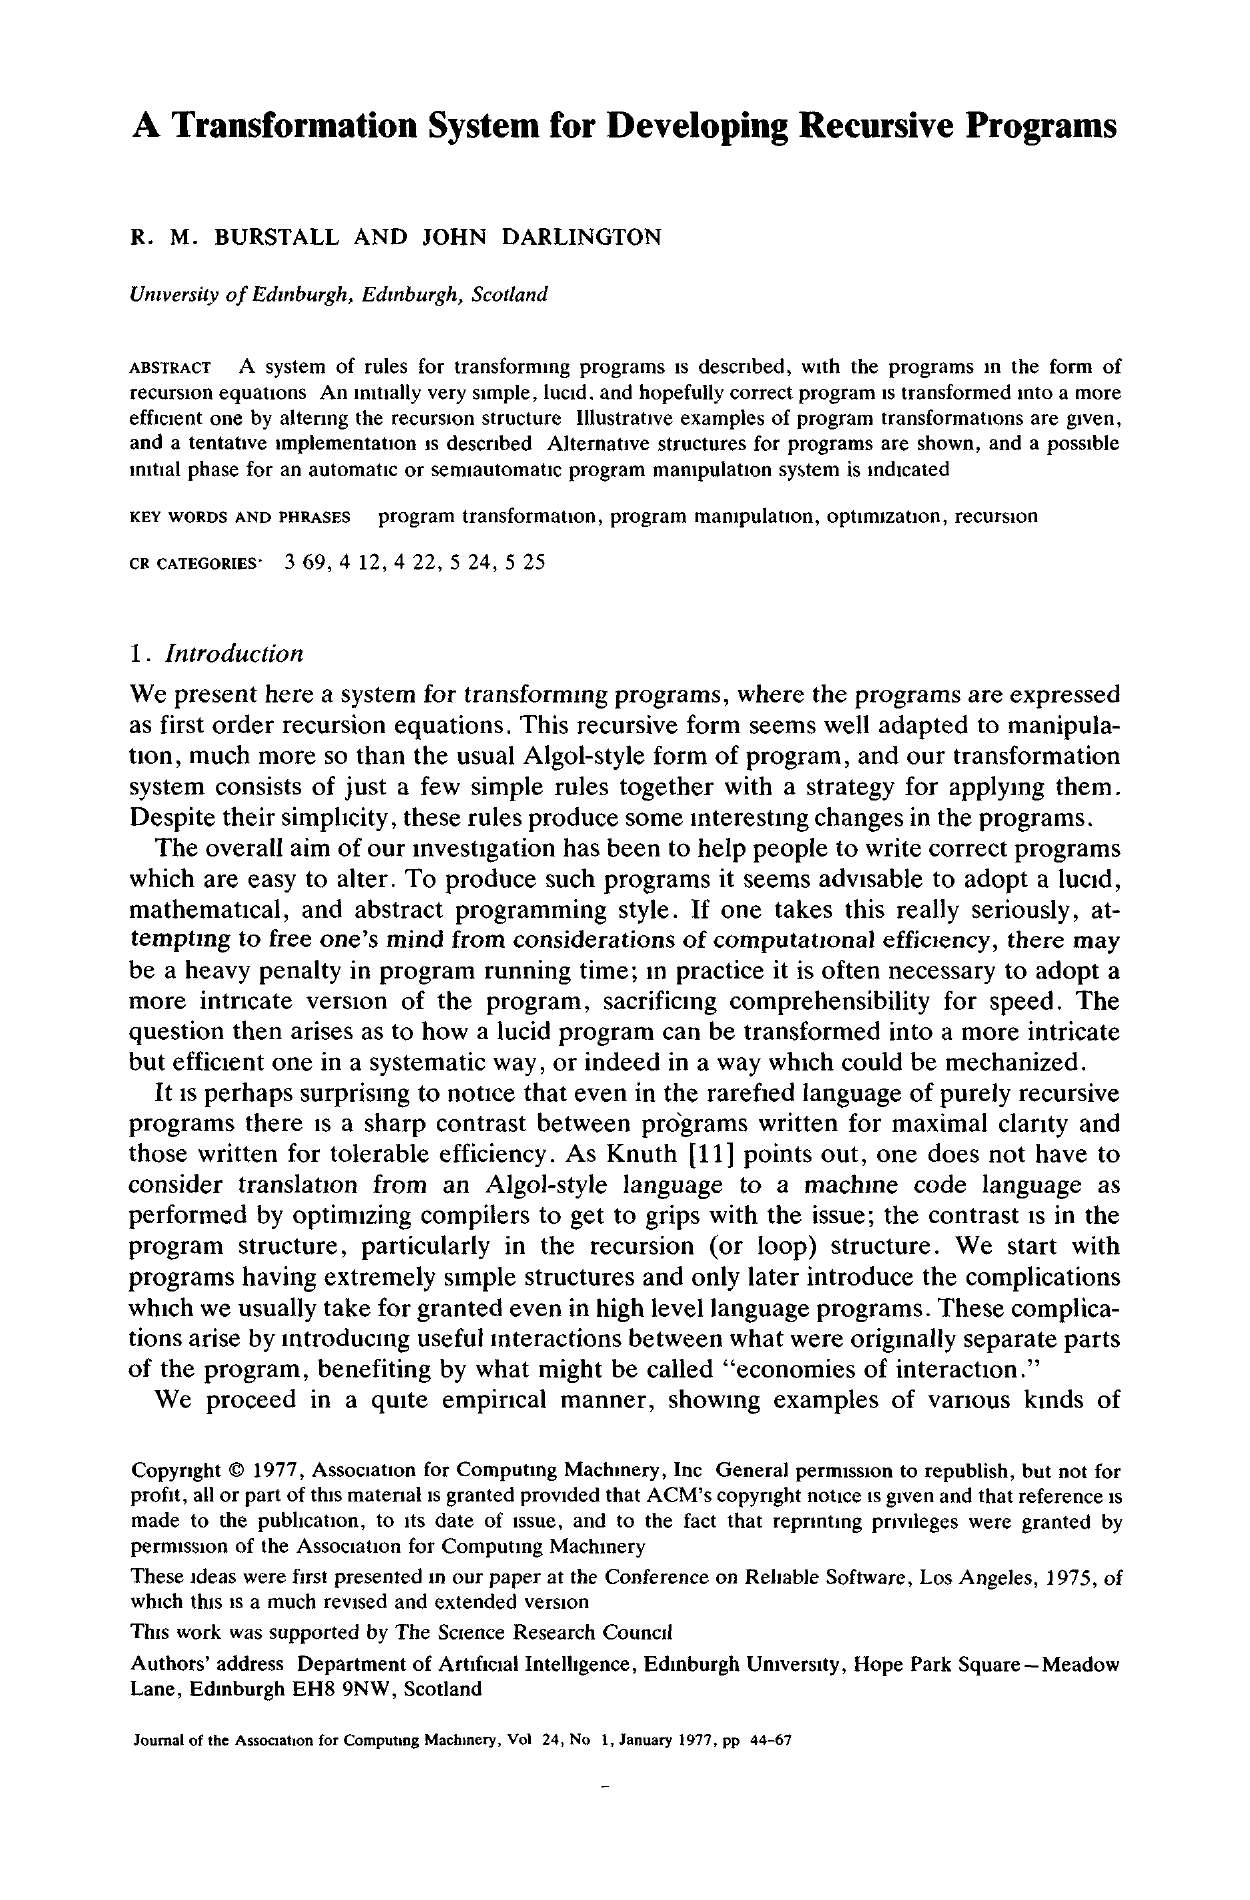 A Transformation System for Developing Recursive Programs
R. M. BURSTALL AND JOHN DARLINGTON
University of Edinburgh, Edinburgh, Scotland
ABSTRACT A system of rules for transforming programs is described, with the programs in the form of
recursion equations An initially very simple, lucid, and hopefully correct program is transformed into a more
efficient one by altering the recursion structure Illustrative examples of program transformations are given,
and a tentative implementation is described Alternative structures for programs are shown, and a possible
initial phase for an automatic or semiautomatic program manipulation system is indicated
KEY WORDS AND PHRASES program transformation, program manipulation, optimization, recursion
CR CATEGORIES· 3 69, 4 12, 4 22, 5 24, 5 25
1. Introduction
We present here a system for transforming programs, where the programs are expressed
as first order recursion equations. This recursive form seems well adapted to manipula-
tion, much more so than the usual Algol-style form of program, and our transformation
system consists of just a few simple rules together with a strategy for applying them.
Despite their simplicity, these rules produce some interesting changes in the programs.
The overall aim of our investigation has been to help people to write correct programs
which are easy to alter. To produce such programs it seems advisable to adopt a lucid,
mathematical, and abstract programming style. If one takes this really seriously, at-
tempting to free one's mind from considerations of computational efficiency, there may
be a heavy penalty in program running time; in practice it is often necessary to adopt a
more intricate version of the program, sacrificing comprehensibility for speed. The
question then arises as to how a lucid program can be transformed into a more intricate
but efficient one in a systematic way, or indeed in a way which could be mechanized.
It is perhaps surprising to notice that even in the rarefied language of purely recursive
programs there is a sharp contrast between programs written for maximal clarity and
those written for tolerable efficiency. As Knuth [11] points out, one does not have to
consider translation from an Algol-style language to a machine code language as
performed by optimizing compilers to get to grips with the issue; the contrast is in the
program structure, particularly in the recursion (or loop) structure. We start with
programs having extremely simple structures and only later introduce the complications
which we usually take for granted even in high level language programs. These complica-
tions arise by introducing useful interactions between what were originally separate parts
of the program, benefiting by what might be called “economies of interaction.”
We proceed in a quite empirical manner, showing examples of various kinds of
Copyright © 1977, Association for Computing Machinery, Inc General permission to republish, but not for
profit, all or part of this material is granted provided that ACM's copyright notice is given and that reference is
made to the publication, to its date of issue, and to the fact that reprinting privileges were granted by
permission of the Association for Computing Machinery
These ideas were first presented in our paper at the Conference on Reliable Software, Los Angeles, 1975, of
which this is a much revised and extended version
This work was supported by The Science Research Council
Authors' address Department of Artificial Intelligence, Edinburgh University, Hope Park Square—Meadow
Lane, Edinburgh EH8 9NW, Scotland
Journal of the Association for Computing Machinery, Vol 24, No 1, January 1977, pp 44–67